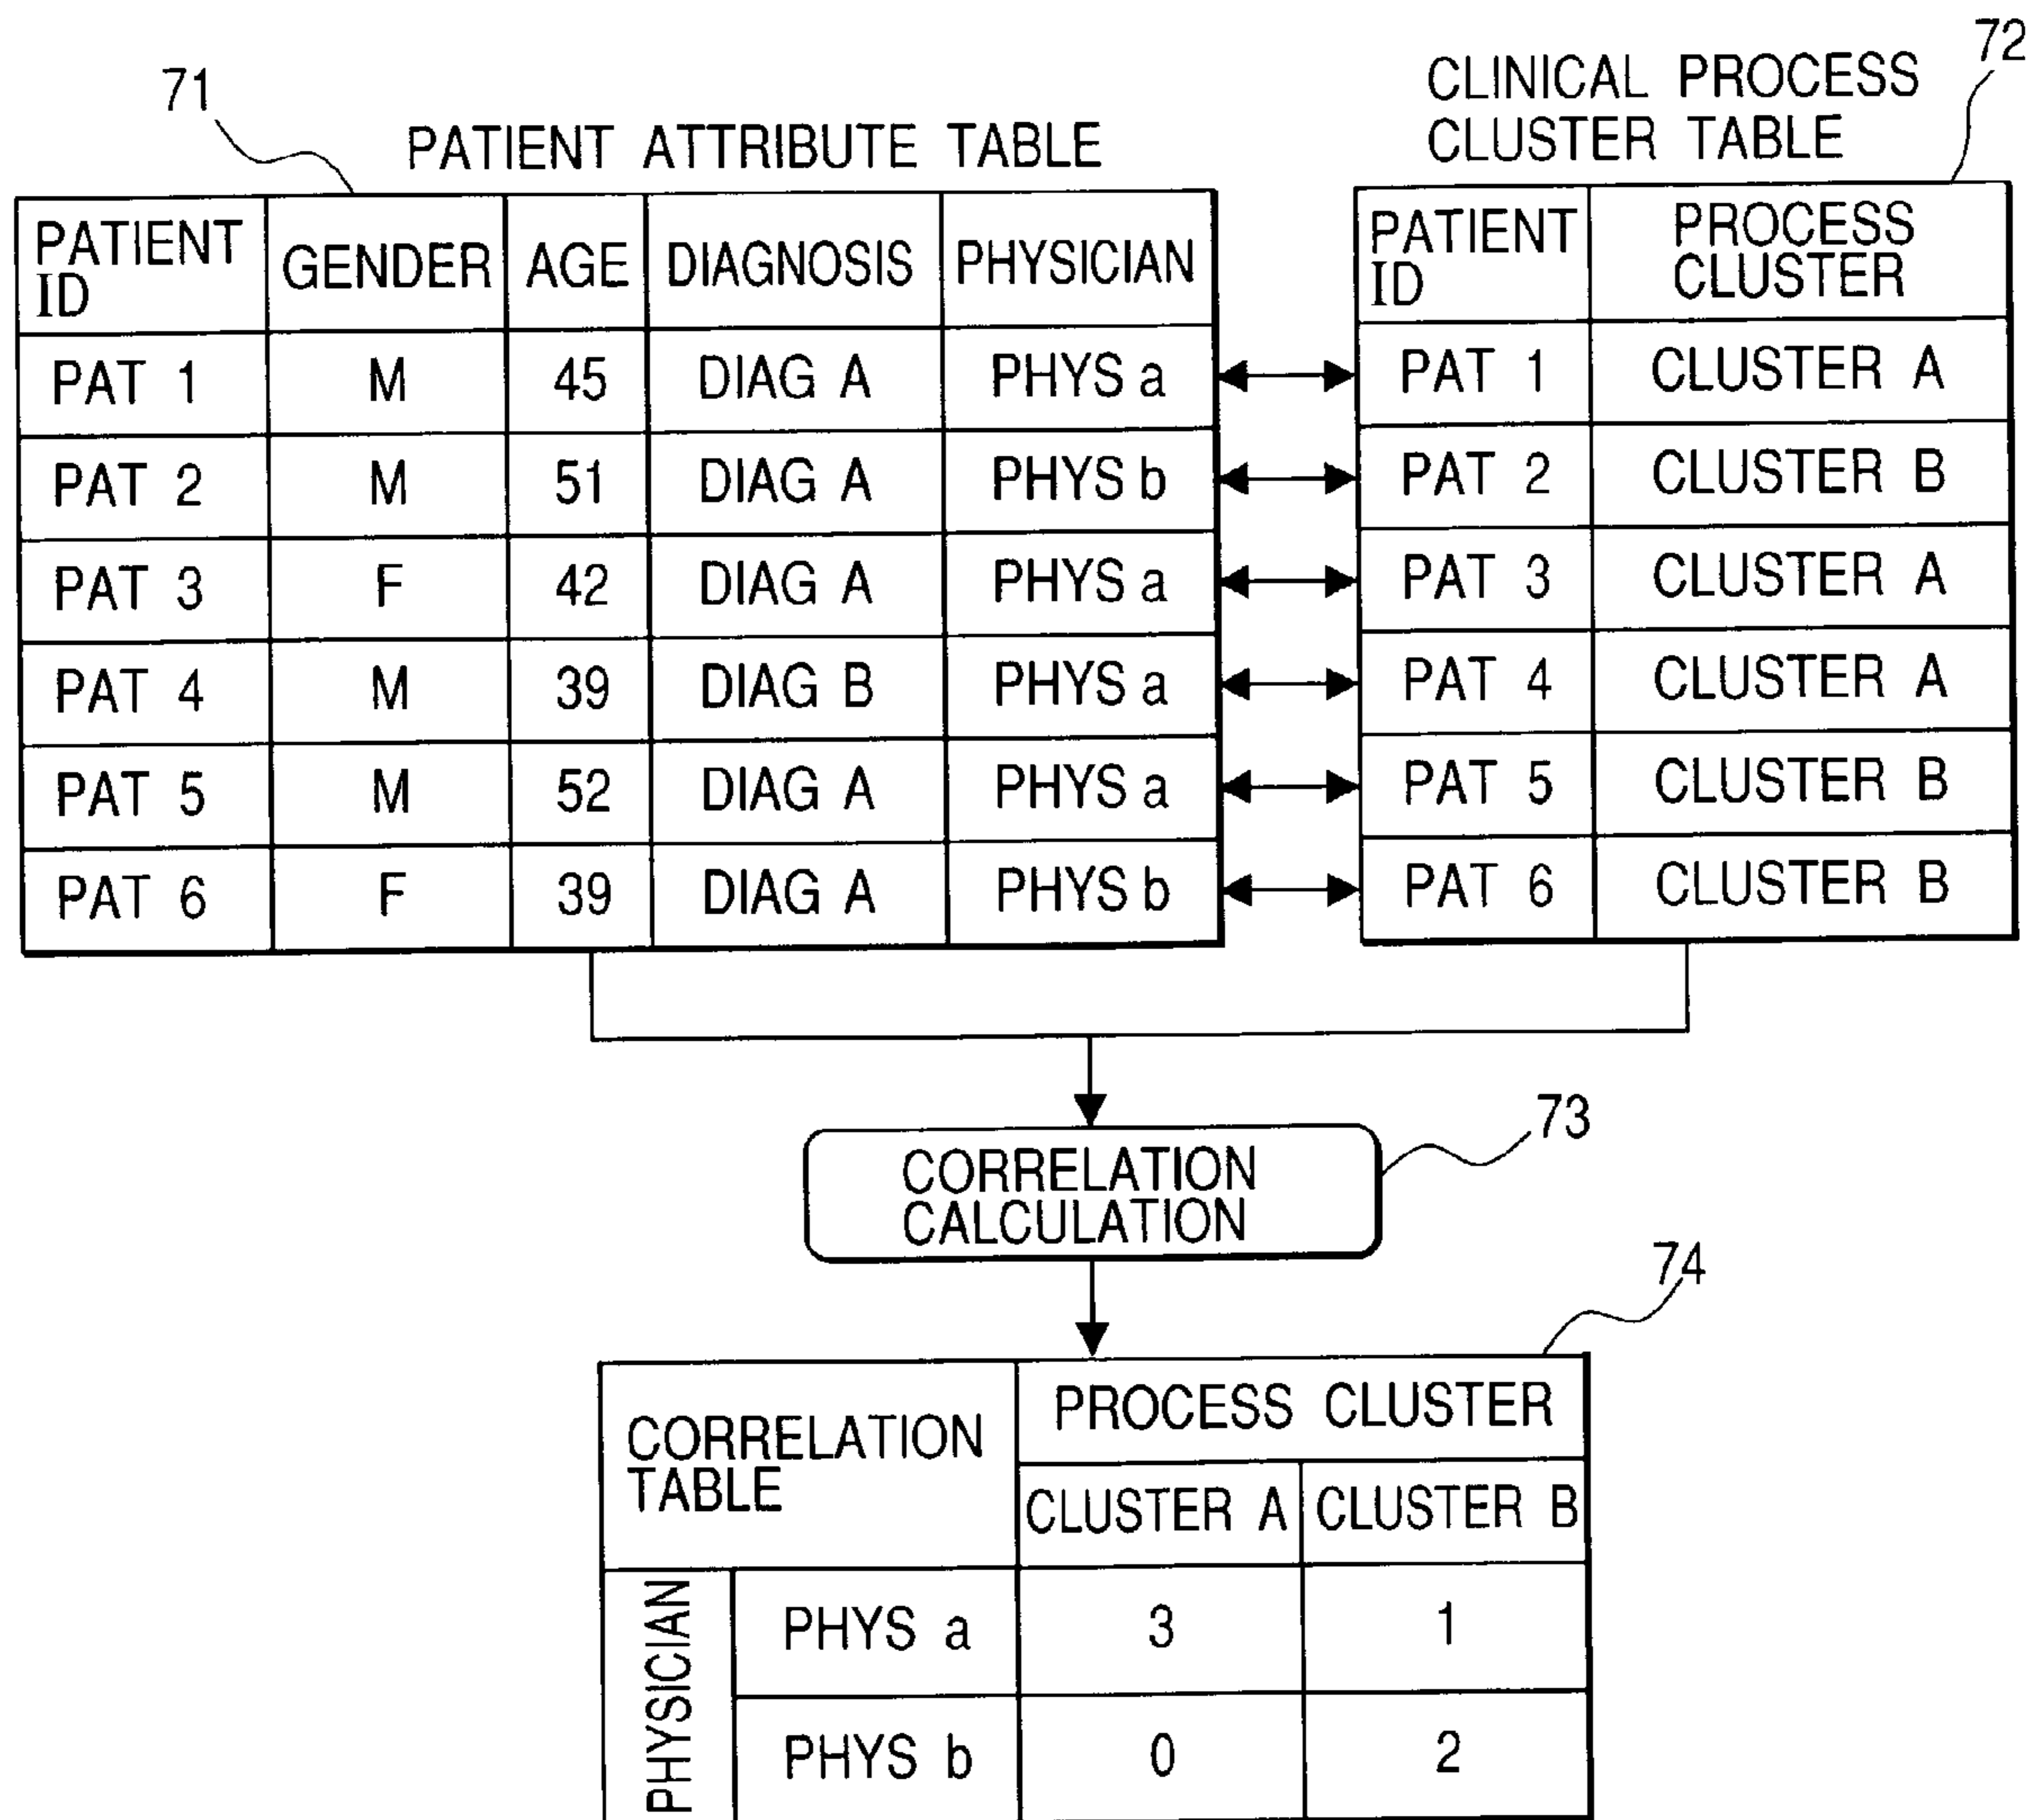 71
PATIENT ATTRIBUTE TABLE
CLINICAL PROCESS
CLUSTER TABLE
72
PATIENT
ID
GENDER
AGE
DIAGNOSIS
PHYSICIAN
PAT 1 M 45 DIAG A PHYS a
PAT 2 M 51 DIAG A PHYS b
PAT 3 F 42 DIAG A PHYS a
PAT 4 M 39 DIAG B PHYS a
PAT 5 M 52 DIAG A PHYS a
PAT 6 F 39 DIAG A PHYS b
PATIENT
ID
PROCESS
CLUSTER
PAT 1 CLUSTER A
PAT 2 CLUSTER B
PAT 3 CLUSTER A
PAT 4 CLUSTER A
PAT 5 CLUSTER B
PAT 6 CLUSTER B
CORRELATION
CALCULATION
73
74
CORRELATION
TABLE
PROCESS CLUSTER
CLUSTER A CLUSTER B
PHYSICIAN
PHYS a 3 1
PHYS b 0 2